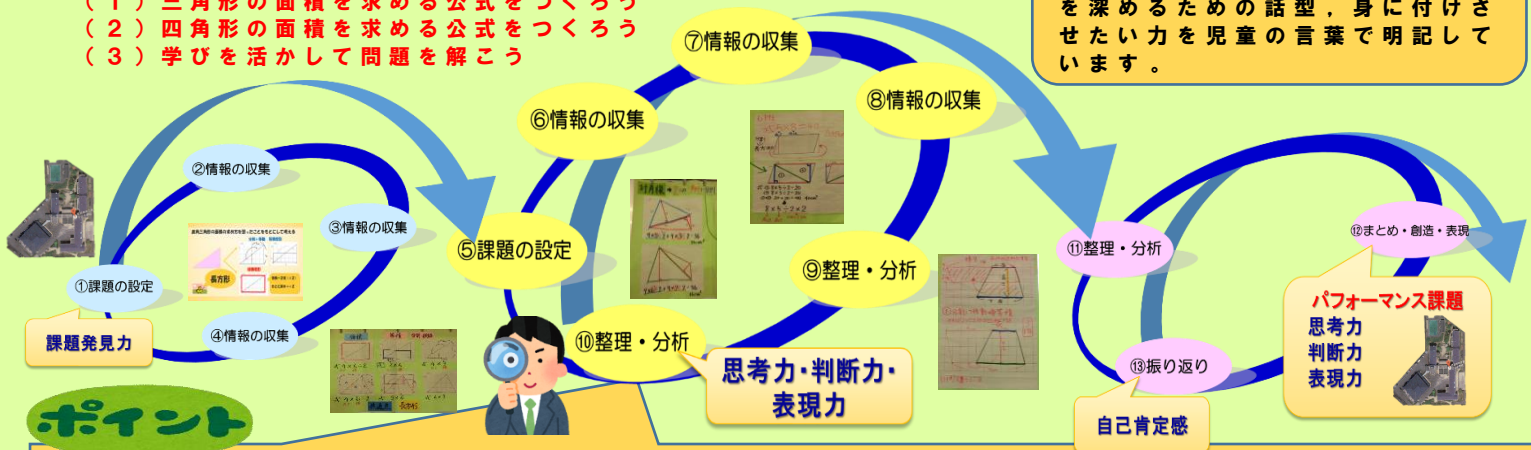 （１）三角形の面積を求める公式をつくろう
（２）四角形の面積を求める公式をつくろう
（３）学びを活かして問題を解こう
を深めるための話型，身に付けさ
せたい力を児童の言葉で明記して
います。
①課題の設定
課題発見力
②情報の収集
③情報の収集
④情報の収集
長方形
⑤課題の設定
⑥情報の収集
⑦情報の収集
⑧情報の収集
⑨整理・分析
⑩整理・分析
思考力・判断力・
表現力
⑪整理・分析
⑫まとめ・創造・表現
パフォーマンス課題
思考力
判断力
表現力
⑬振り返り
自己肯定感
ポイント